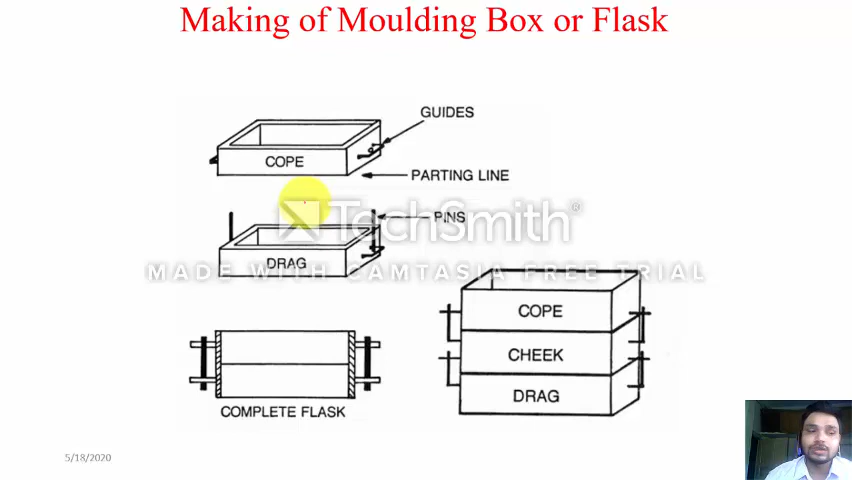 Making of Moulding Box or Flask
GUIDES
COPE
PARTING LINE
PINS
TechSmith®
DRAG
MADE WITH CAMTASIA FREE TRIAL
COPE
CHEEK
DRAG
COMPLETE FLASK
5/18/2020